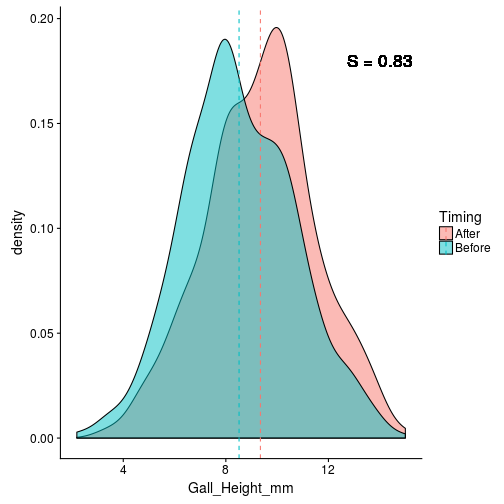 0.20
0.15
0.10
0.05
0.00
density
4 8 12
Gall_Height_mm
S = 0.83
Timing
After
Before